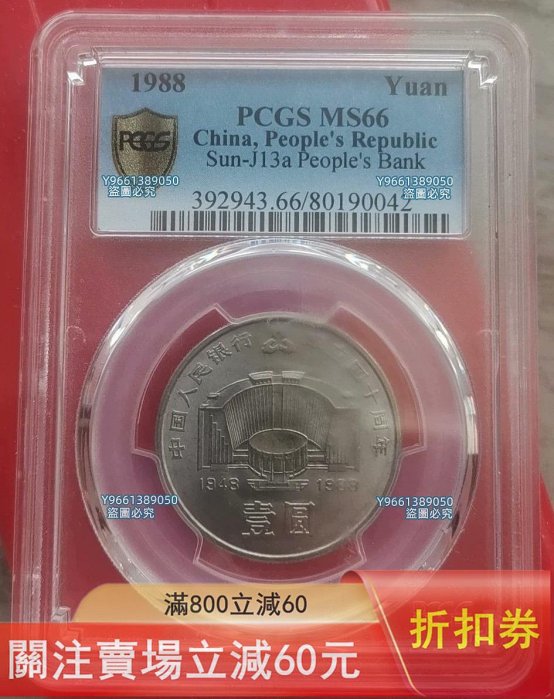 1988 Yuan
PCGS MS66
China, People's Republic
Sun-J13a People's Bank
PCGS
392943.66/80190042
Y9661389050
盜圖必究
Y9661389050
盜圖必究
中国人民银行
四十周年
1948 1988
壹圆
Y9661389050
盜圖必究
Y9661389050
盜圖必究
滿800立減60
關注賣場立減60元
折扣券